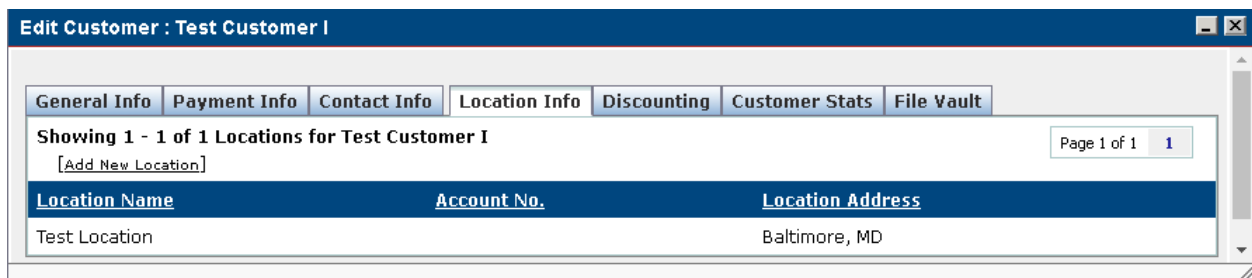 Edit Customer : Test Customer I
General Info Payment Info Contact Info Location Info Discounting Customer Stats File Vault
Showing 1 - 1 of 1 Locations for Test Customer I Page 1 of 1 1
[Add New Location]
Location Name Account No. Location Address
Test Location Baltimore, MD